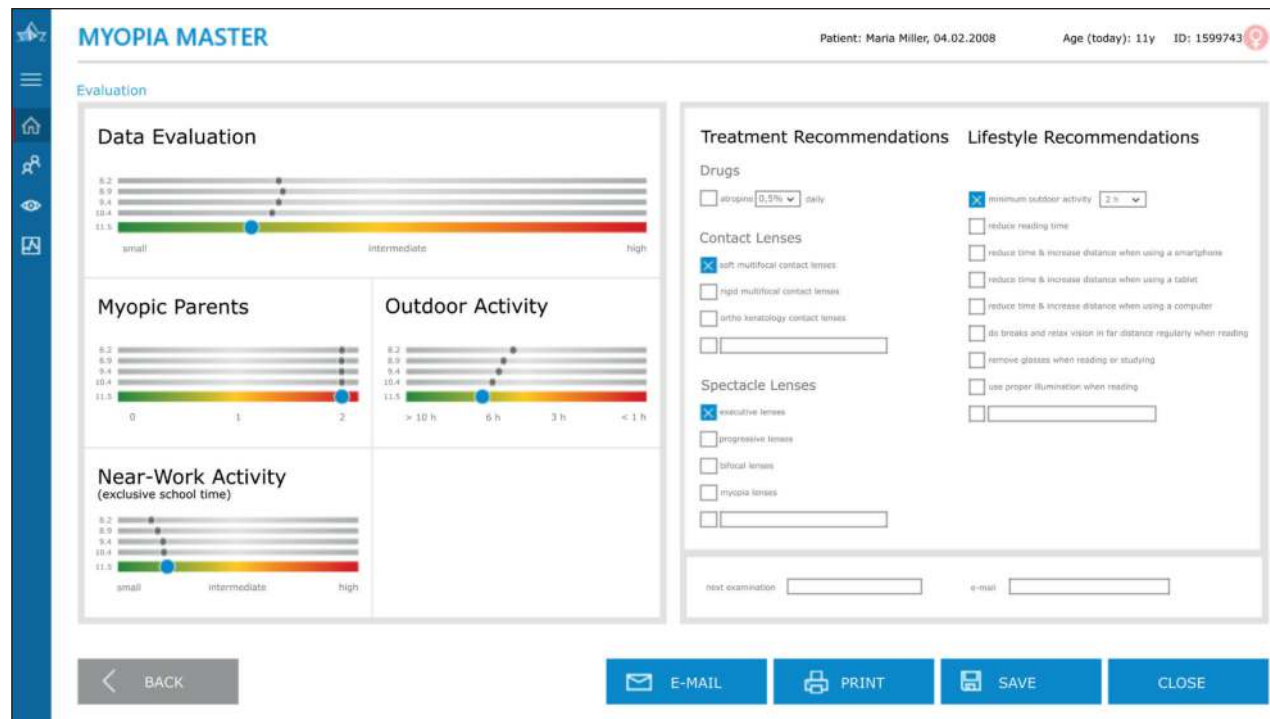 MYOPIA MASTER
Patient: Maria Miller, 04.02.2008 Age (today): 11y ID: 1599743
Evaluation
Data Evaluation
8.2
8.9
9.4
10.4
11.5
small intermediate high
Myopic Parents
8.2
8.9
9.4
10.4
11.5
0 1 2
Outdoor Activity
8.2
8.9
9.4
10.4
11.5
> 10 h 6 h 3 h < 1 h
Near-Work Activity
(exclusive school time)
8.2
8.9
9.4
10.4
11.5
small intermediate high
Treatment Recommendations
Drugs
atropine 0,5% daily
Contact Lenses
soft multifocal contact lenses
rigid multifocal contact lenses
ortho keratology contact lenses
Spectacle Lenses
executive lenses
progressive lenses
bifocal lenses
myopia lenses
Lifestyle Recommendations
minimum outdoor activity 2 h
reduce reading time
reduce time & increase distance when using a smartphone
reduce time & increase distance when using a tablet
reduce time & increase distance when using a computer
do breaks and relax vision in far distance regularly when reading
remove glasses when reading or studying
use proper illumination when reading
next examination e-mail
BACK E-MAIL PRINT SAVE CLOSE